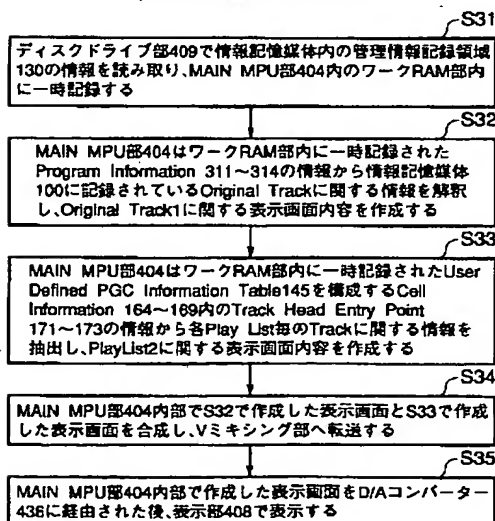 S31
ディスクドライブ部409で情報記憶媒体内の管理情報記録領域
130の情報を読み取り、MAIN MPU部404内のワークRAM部内
に一時記録する
S32
MAIN MPU部404はワークRAM部内に一時記録された
Program Information 311～314の情報から情報記憶媒体
100に記録されているOriginal Trackに関する情報を解釈
し、Original Track1に関する表示画面内容を作成する
S33
MAIN MPU部404はワークRAM部内に一時記録されたUser
Defined PGC Information Table145を構成するCell
Information 164～169内のTrack Head Entry Point
171～173の情報から各Play List毎のTrackに関する情報を
抽出し、PlayList2に関する表示画面内容を作成する
S34
MAIN MPU部404内部でS32で作成した表示画面とS33で作
成した表示画面を合成し、Vミキシング部へ転送する
S35
MAIN MPU部404内部で作成した表示画面をD/Aコンバーター
436に経由された後、表示部408で表示する